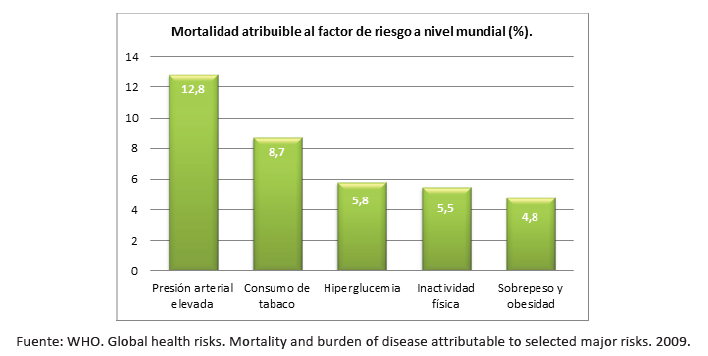 Mortalidad atribuible al factor de riesgo a nivel mundial (%).
14
12
10
8
6
4
2
0
12,8
8,7
5,8
5,5
4,8
Presión arterial
elevada
Consumo de
tabaco
Hiperglucemia
Inactividad
física
Sobrepeso y
obesidad
Fuente: WHO. Global health risks. Mortality and burden of disease attributable to selected major risks. 2009.